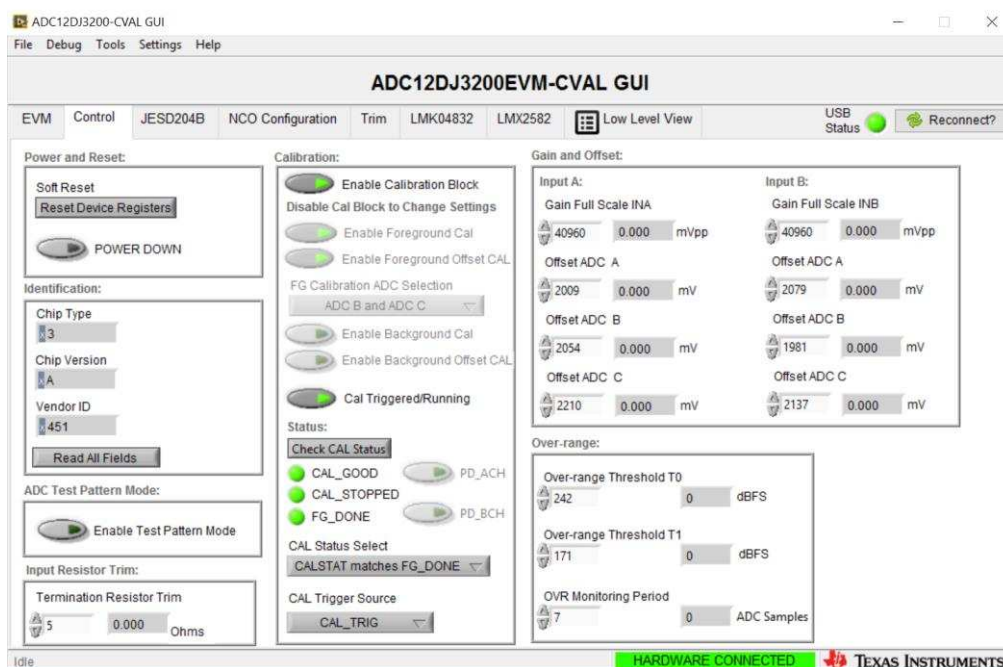 ADC12DJ3200-CVAL GUI
File Debug Tools Settings Help
ADC12DJ3200EVM-CVAL GUI
EVM Control JESD204B NCO Configuration Trim LMK04832 LMX2582 Low Level View USB Status Reconnect?
Power and Reset:
Soft Reset
Reset Device Registers
POWER DOWN
Identification:
Chip Type
x 3
Chip Version
x A
Vendor ID
x 451
Read All Fields
ADC Test Pattern Mode:
Enable Test Pattern Mode
Input Resistor Trim:
Termination Resistor Trim
5 0.000 Ohms
Calibration:
Enable Calibration Block
Disable Cal Block to Change Settings
Enable Foreground Cal
Enable Foreground Offset CAL
FG Calibration ADC Selection
ADC B and ADC C
Enable Background Cal
Enable Background Offset CAL
Cal Triggered/Running
Status:
Check CAL Status
CAL_GOOD PD_ACH
CAL_STOPPED
FG_DONE PD_BCH
CAL Status Select
CALSTAT matches FG_DONE
CAL Trigger Source
CAL_TRIG
Gain and Offset:
Input A:
Gain Full Scale INA
40960 0.000 mVpp
Offset ADC A
2009 0.000 mV
Offset ADC B
2054 0.000 mV
Offset ADC C
2210 0.000 mV
Input B:
Gain Full Scale INB
40960 0.000 mVpp
Offset ADC A
2079 0.000 mV
Offset ADC B
1981 0.000 mV
Offset ADC C
2137 0.000 mV
Over-range:
Over-range Threshold T0
242 0 dBFS
Over-range Threshold T1
171 0 dBFS
OVR Monitoring Period
7 0 ADC Samples
Idle HARDWARE CONNECTED TEXAS INSTRUMENTS